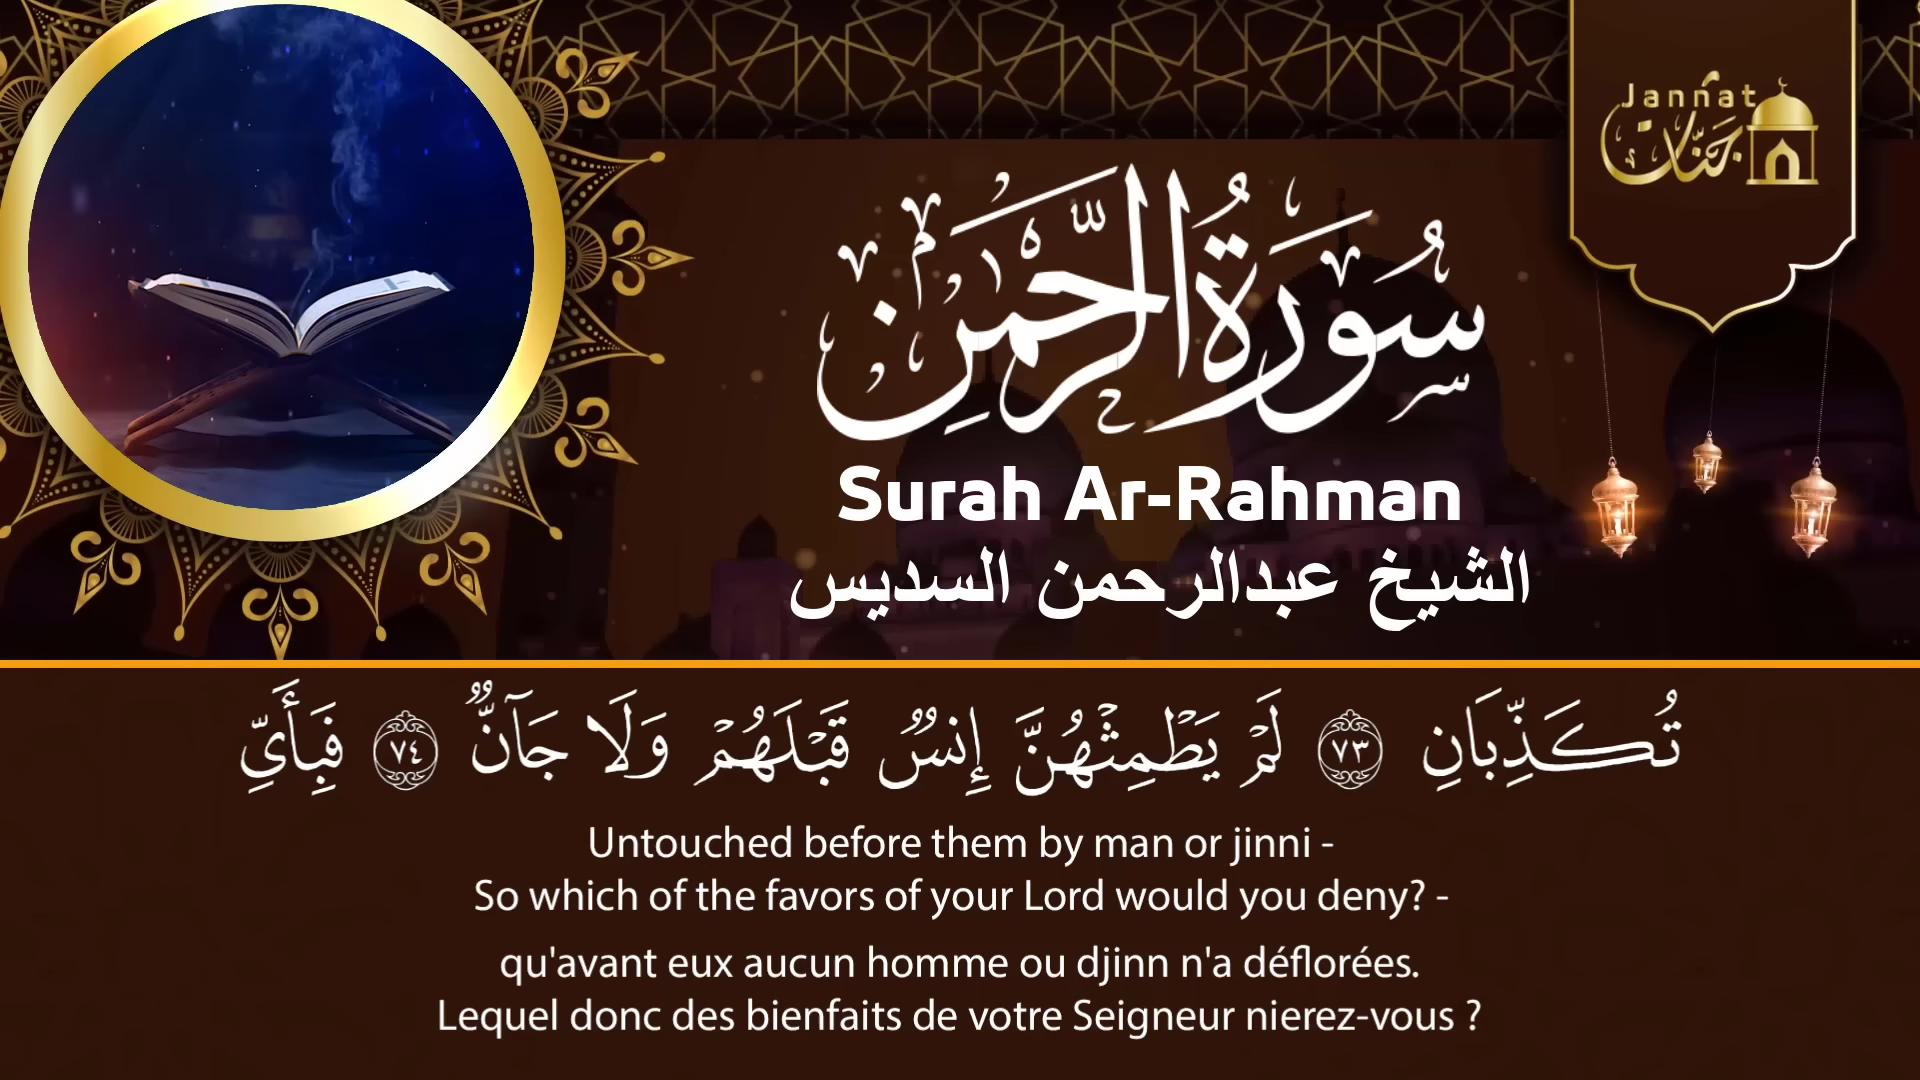 Jannat
جَنَّات
سُورَةُ الرَّحْمٰنِ
Surah Ar-Rahman
الشيخ عبدالرحمن السديس
تُكَذِّبَانِ ٧٣ لَمْ يَطْمِثْهُنَّ إِنسٌ قَبْلَهُمْ وَلَا جَآنٌّ ٧٤ فَبِأَيِّ
Untouched before them by man or jinni -
So which of the favors of your Lord would you deny? -
qu'avant eux aucun homme ou djinn n'a déflorées.
Lequel donc des bienfaits de votre Seigneur nierez-vous ?